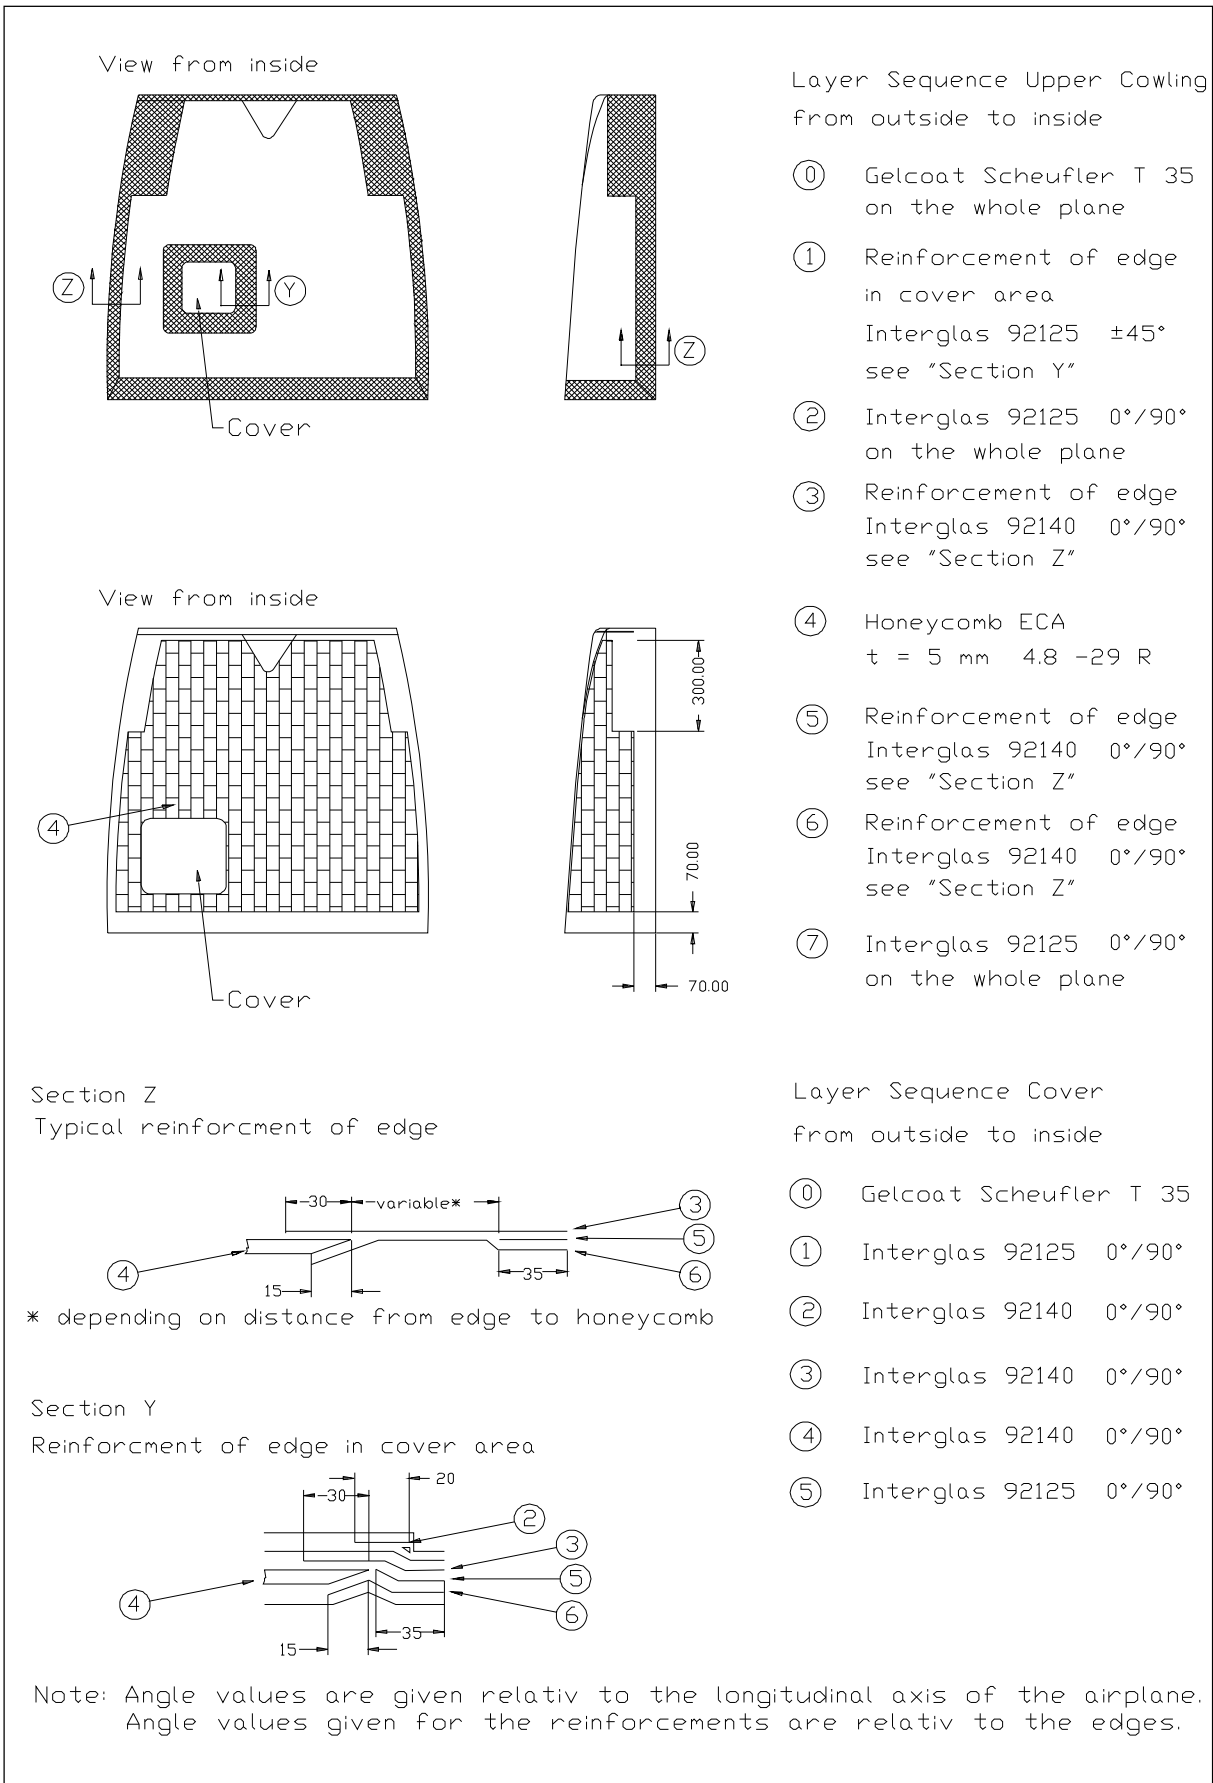 View from inside
Z
Y
Z
Cover
View from inside
300.00
70.00
70.00
4
Cover
Layer Sequence Upper Cowling
from outside to inside
0 Gelcoat Scheufler T 35
on the whole plane
1 Reinforcement of edge
in cover area
Interglas 92125 ±45°
see "Section Y"
2 Interglas 92125 0°/90°
on the whole plane
3 Reinforcement of edge
Interglas 92140 0°/90°
see "Section Z"
4 Honeycomb ECA
t = 5 mm 4.8 -29 R
5 Reinforcement of edge
Interglas 92140 0°/90°
see "Section Z"
6 Reinforcement of edge
Interglas 92140 0°/90°
see "Section Z"
7 Interglas 92125 0°/90°
on the whole plane
Section Z
Typical reinforcment of edge
30 variable*
3
5
6
4
15
35
* depending on distance from edge to honeycomb
Section Y
Reinforcment of edge in cover area
20
30
2
3
5
6
4
35
15
Layer Sequence Cover
from outside to inside
0 Gelcoat Scheufler T 35
1 Interglas 92125 0°/90°
2 Interglas 92140 0°/90°
3 Interglas 92140 0°/90°
4 Interglas 92140 0°/90°
5 Interglas 92125 0°/90°
Note: Angle values are given relativ to the longitudinal axis of the airplane.
Angle values given for the reinforcements are relativ to the edges.